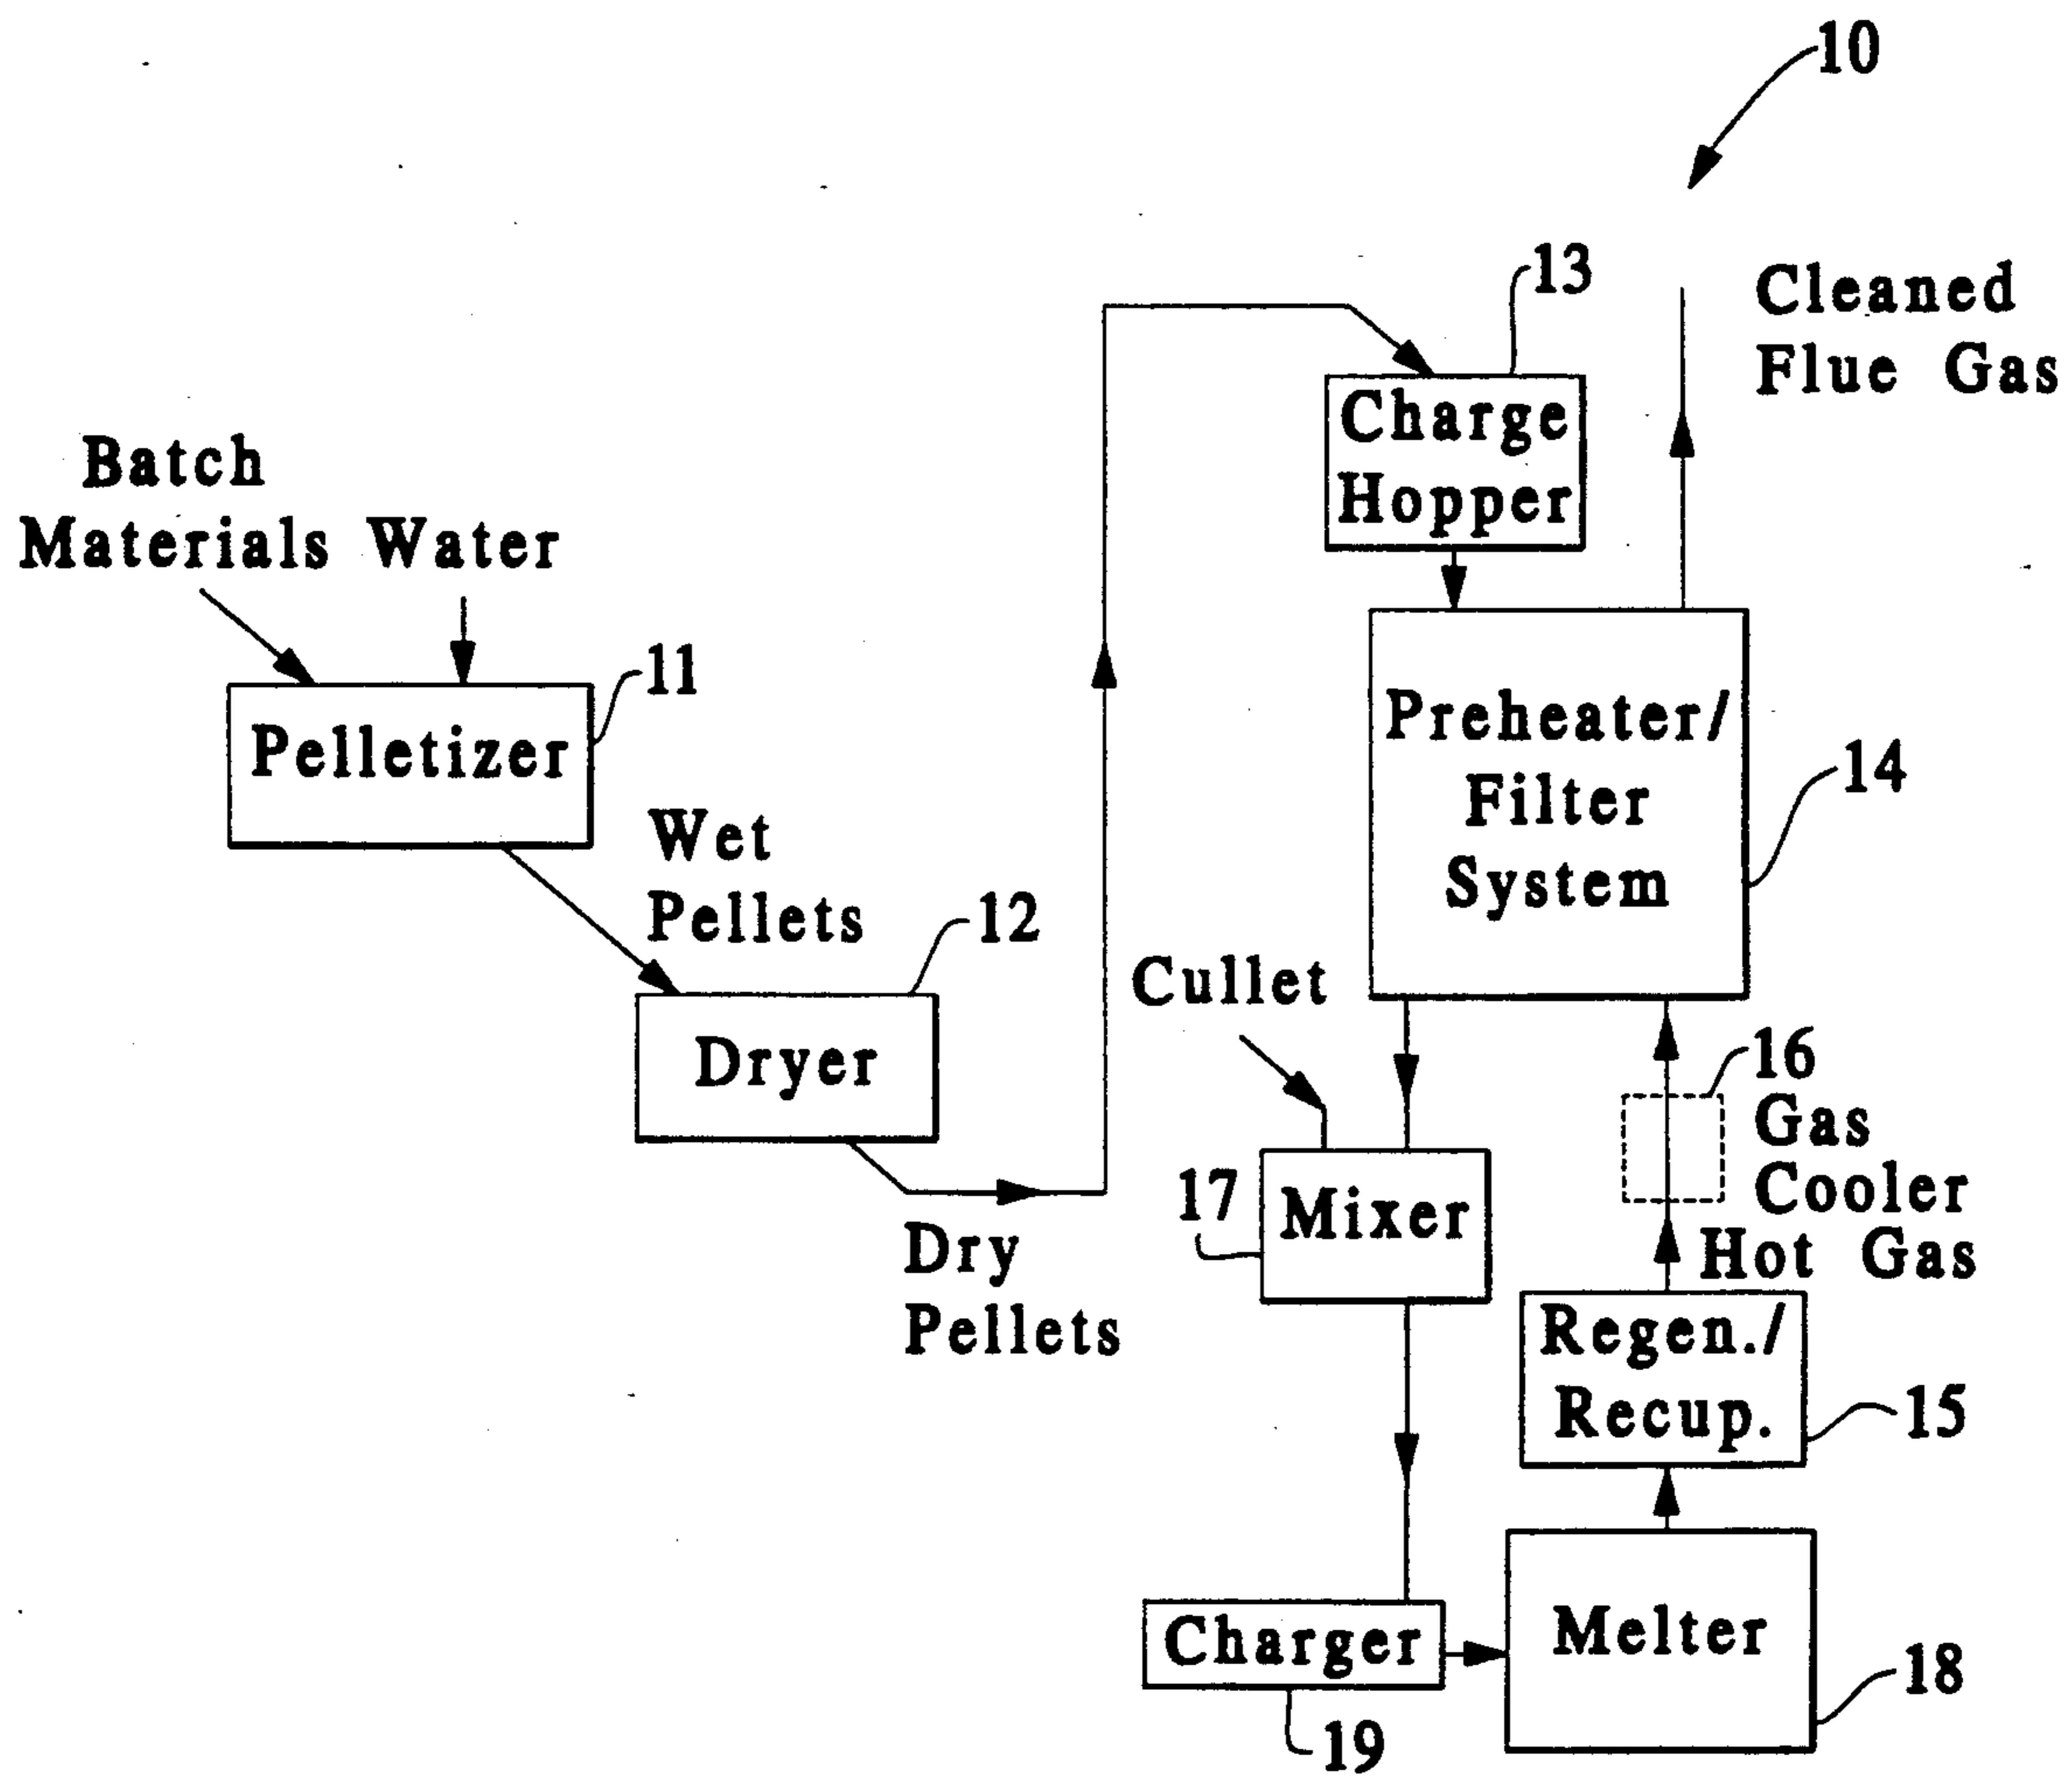 10
Cleaned
Flue Gas
13
Charge
Hopper
Batch
Materials Water
11
Pelletizer
Preheater/
Filter
System
14
Wet
Pellets
12
Dryer
Cullet
16
Gas
Cooler
Hot Gas
17
Mixer
Dry
Pellets
Regen./
Recup.
15
Charger
Melter
18
19